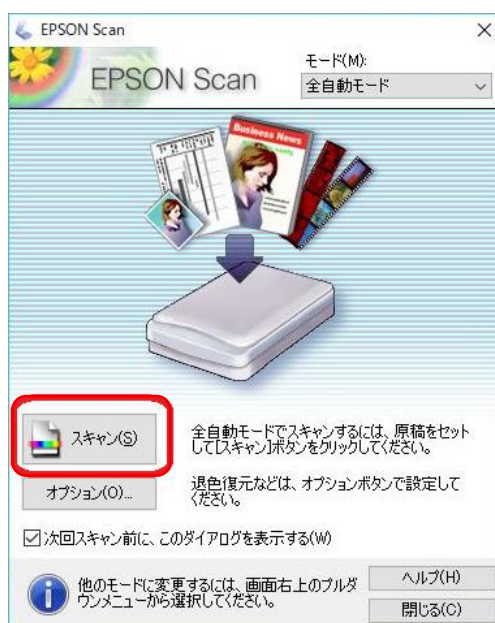 EPSON Scan
EPSON Scan
モード(M):
全自動モード
Business News
スキャン(S)
全自動モードでスキャンするには、原稿をセット
して[スキャン]ボタンをクリックしてください。
オプション(O)...
退色復元などは、オプションボタンで設定して
ください。
次回スキャン前に、このダイアログを表示する(W)
他のモードに変更するには、画面右上のプルダ
ウンメニューから選択してください。
ヘルプ(H)
閉じる(C)